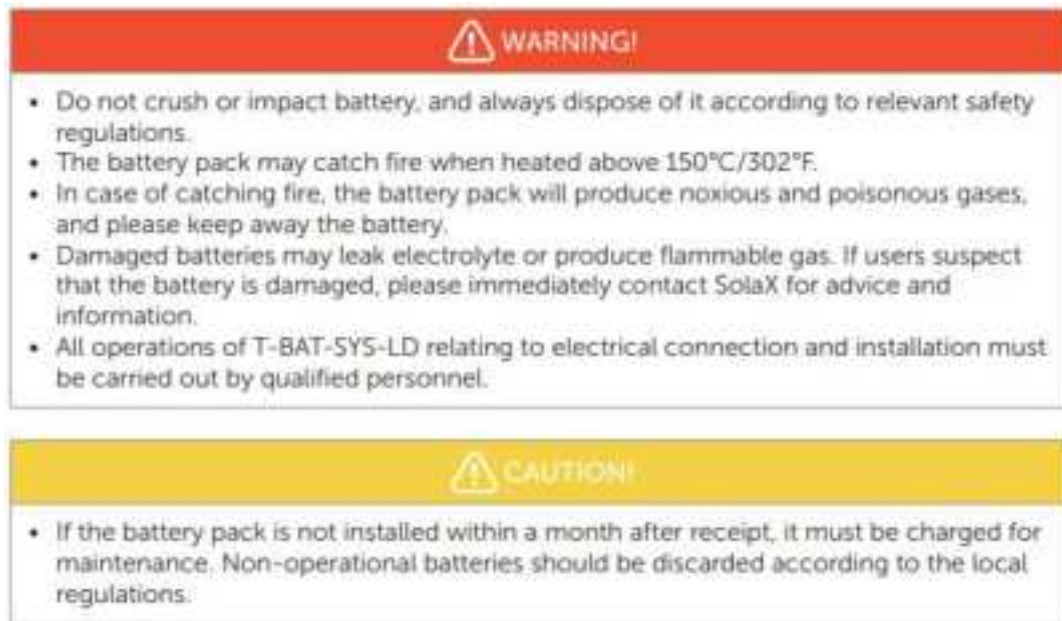 WARNING!
• Do not crush or impact battery, and always dispose of it according to relevant safety
regulations.
• The battery pack may catch fire when heated above 150°C/302°F.
• In case of catching fire, the battery pack will produce noxious and poisonous gases,
and please keep away the battery.
• Damaged batteries may leak electrolyte or produce flammable gas. If users suspect
that the battery is damaged, please immediately contact SolaX for advice and
information.
• All operations of T-BAT-SYS-LD relating to electrical connection and installation must
be carried out by qualified personnel.
CAUTION!
• If the battery pack is not installed within a month after receipt, it must be charged for
maintenance. Non-operational batteries should be discarded according to the local
regulations.